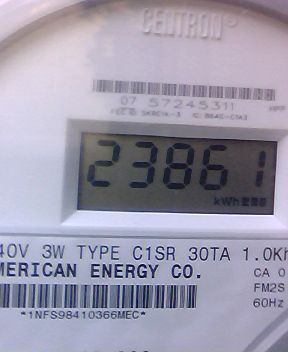 CENTRON
07 57245311
23861
kWh
40V 3W TYPE C1SR 30TA 1.0Kh
MERICAN ENERGY CO.
CA 0
FM2S
60Hz
*1NFS98410366MEC*